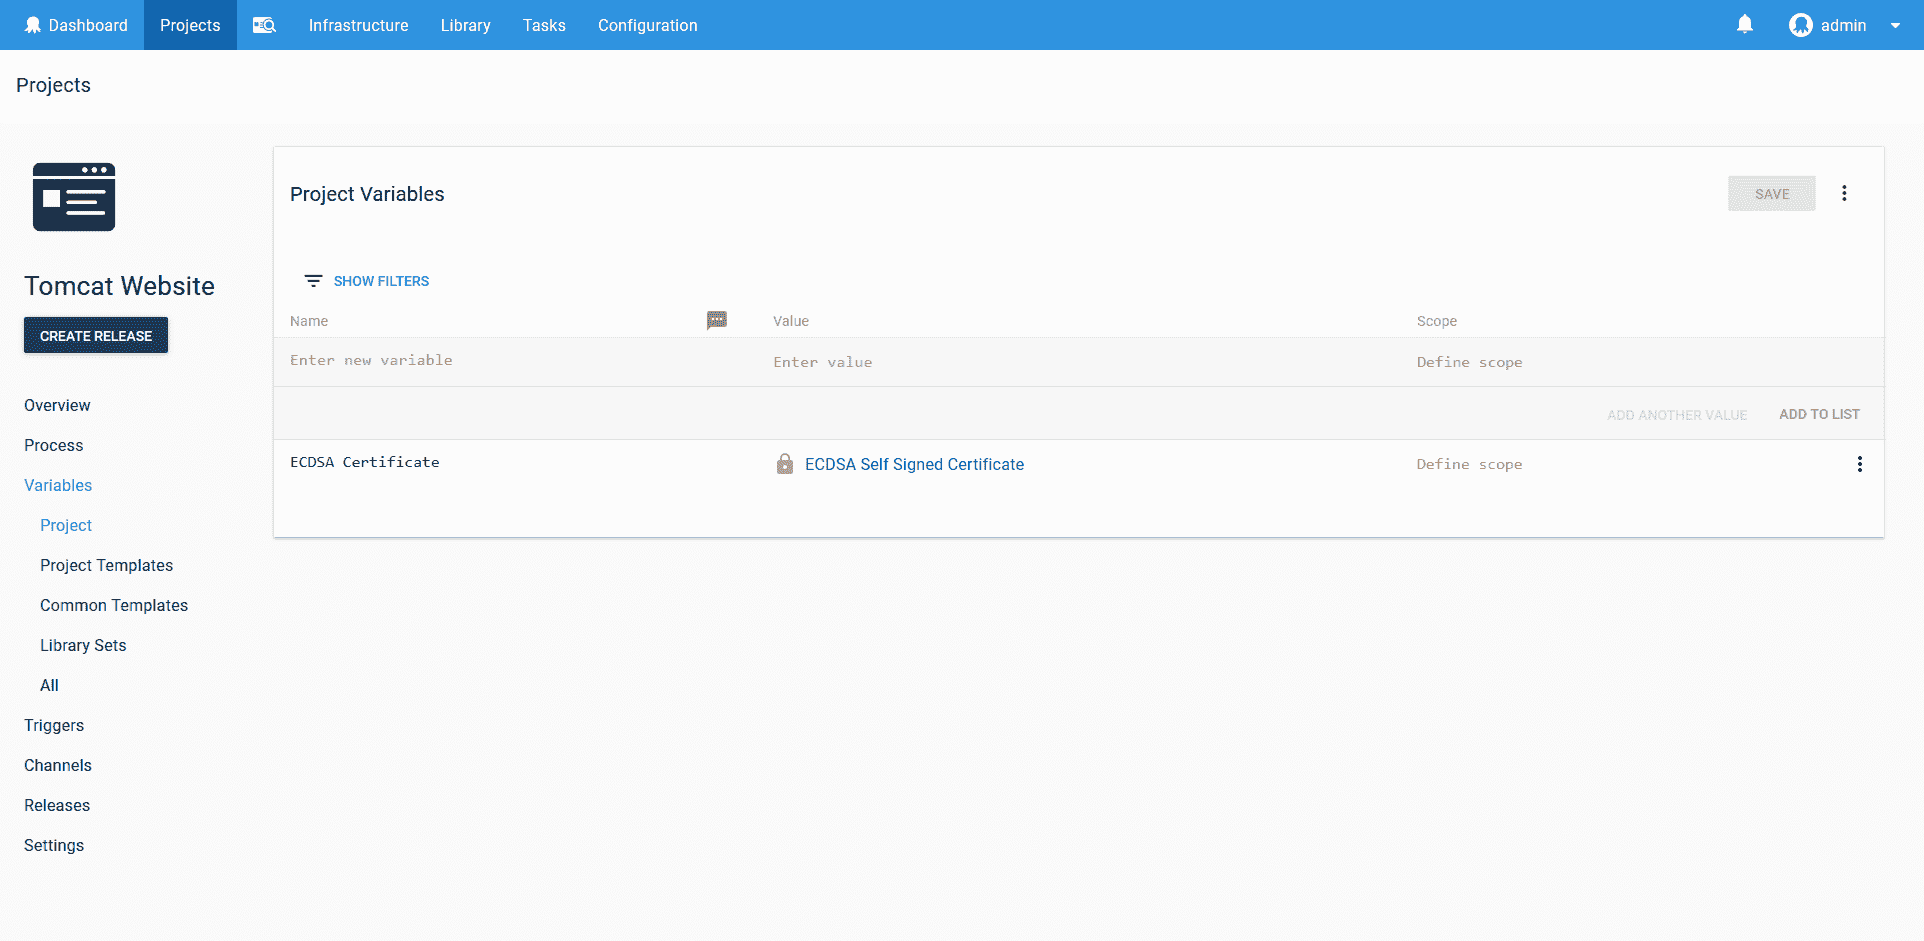 Dashboard Projects Infrastructure Library Tasks Configuration admin
Projects
Project Variables SAVE
Tomcat Website
SHOW FILTERS
CREATE RELEASE
Name Value Scope
Enter new variable Enter value Define scope
ADD ANOTHER VALUE ADD TO LIST
ECDSA Certificate ECDSA Self Signed Certificate Define scope
Overview
Process
Variables
Project
Project Templates
Common Templates
Library Sets
All
Triggers
Channels
Releases
Settings